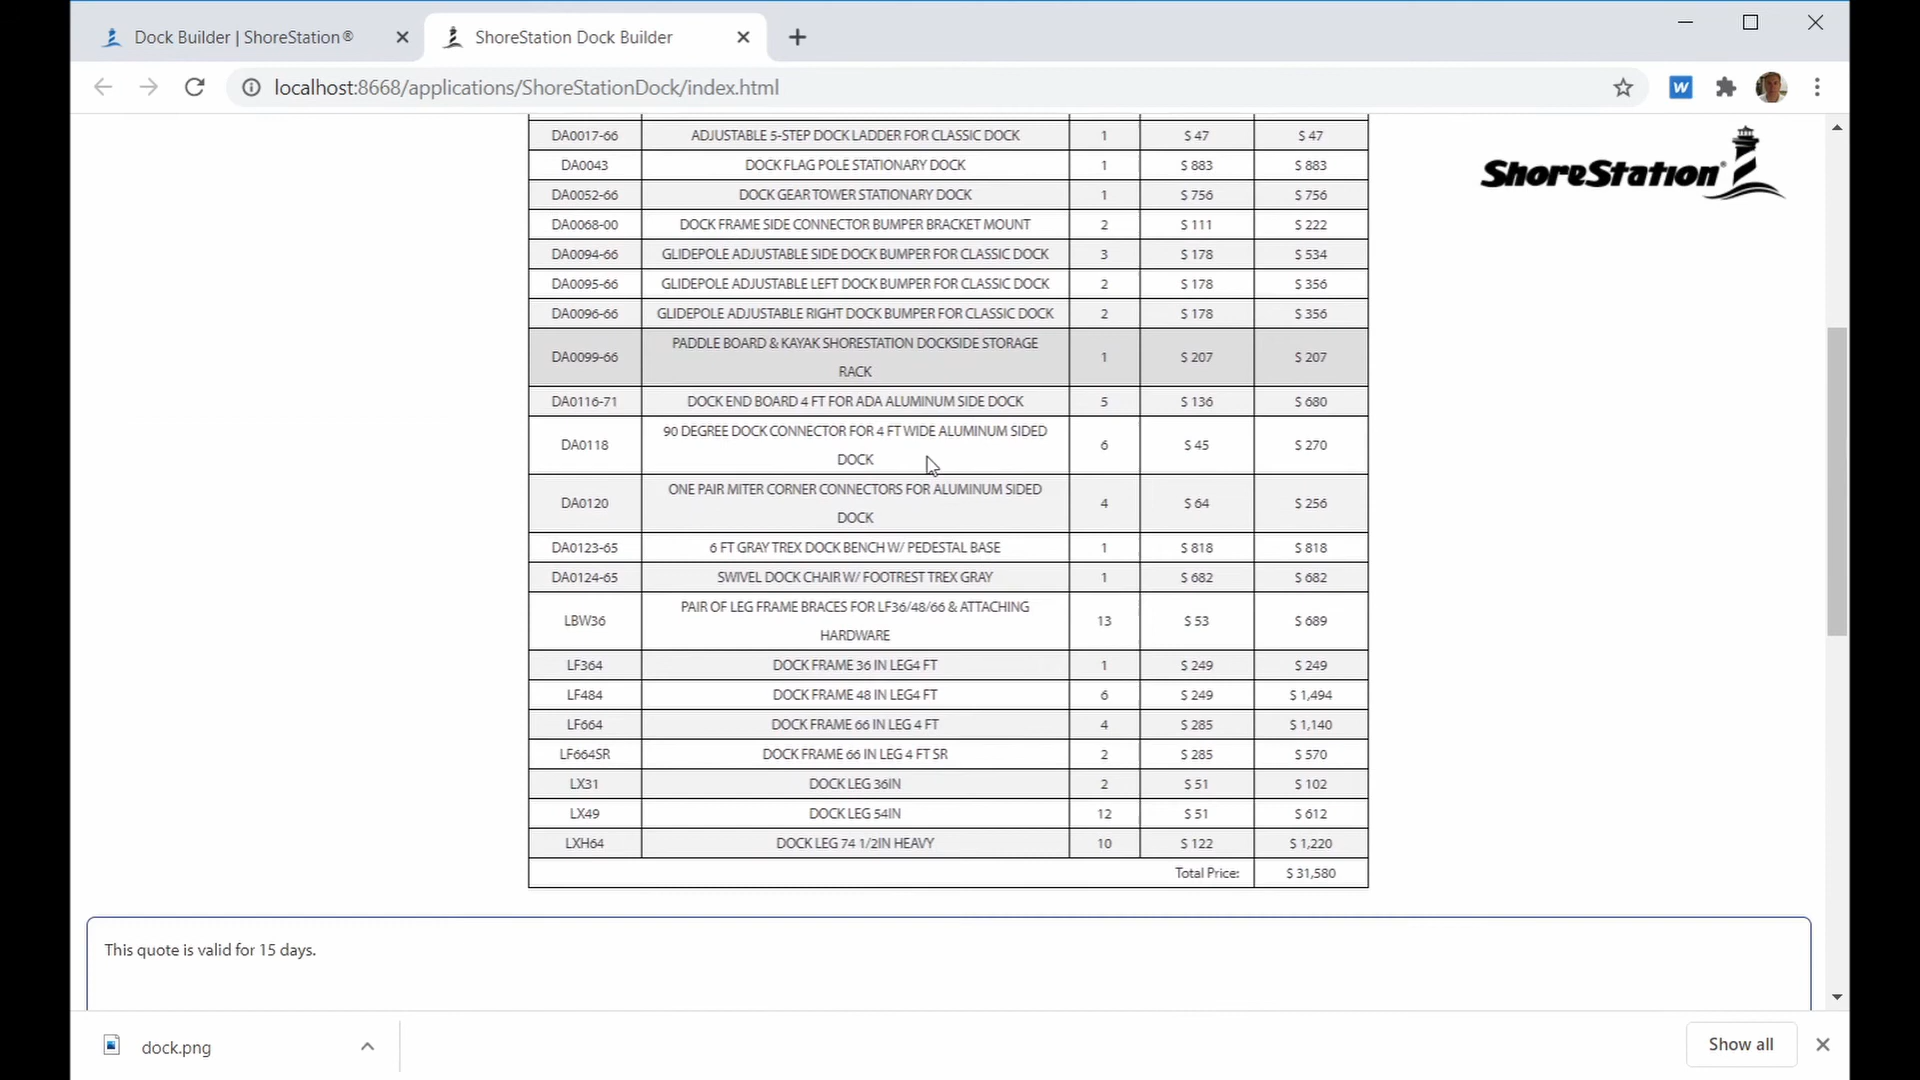 Dock Builder | ShoreStation®
ShoreStation Dock Builder
localhost:8668/applications/ShoreStationDock/index.html
W
ShoreStation®
DA0017-66 ADJUSTABLE 5-STEP DOCK LADDER FOR CLASSIC DOCK 1 $ 47 $ 47
DA0043 DOCK FLAG POLE STATIONARY DOCK 1 $ 883 $ 883
DA0052-66 DOCK GEAR TOWER STATIONARY DOCK 1 $ 756 $ 756
DA0068-00 DOCK FRAME SIDE CONNECTOR BUMPER BRACKET MOUNT 2 $ 111 $ 222
DA0094-66 GLIDEPOLE ADJUSTABLE SIDE DOCK BUMPER FOR CLASSIC DOCK 3 $ 178 $ 534
DA0095-66 GLIDEPOLE ADJUSTABLE LEFT DOCK BUMPER FOR CLASSIC DOCK 2 $ 178 $ 356
DA0096-66 GLIDEPOLE ADJUSTABLE RIGHT DOCK BUMPER FOR CLASSIC DOCK 2 $ 178 $ 356
DA0099-66 PADDLE BOARD & KAYAK SHORESTATION DOCKSIDE STORAGE
RACK 1 $ 207 $ 207
DA0116-71 DOCK END BOARD 4 FT FOR ADA ALUMINUM SIDE DOCK 5 $ 136 $ 680
DA0118 90 DEGREE DOCK CONNECTOR FOR 4 FT WIDE ALUMINUM SIDED
DOCK 6 $ 45 $ 270
DA0120 ONE PAIR MITER CORNER CONNECTORS FOR ALUMINUM SIDED
DOCK 4 $ 64 $ 256
DA0123-65 6 FT GRAY TREX DOCK BENCH W/ PEDESTAL BASE 1 $ 818 $ 818
DA0124-65 SWIVEL DOCK CHAIR W/ FOOTREST TREX GRAY 1 $ 682 $ 682
LBW36 PAIR OF LEG FRAME BRACES FOR LF36/48/66 & ATTACHING
HARDWARE 13 $ 53 $ 689
LF364 DOCK FRAME 36 IN LEG4 FT 1 $ 249 $ 249
LF484 DOCK FRAME 48 IN LEG4 FT 6 $ 249 $ 1,494
LF664 DOCK FRAME 66 IN LEG 4 FT 4 $ 285 $ 1,140
LF664SR DOCK FRAME 66 IN LEG 4 FT SR 2 $ 285 $ 570
LX31 DOCK LEG 36IN 2 $ 51 $ 102
LX49 DOCK LEG 54IN 12 $ 51 $ 612
LXH64 DOCK LEG 74 1/2IN HEAVY 10 $ 122 $ 1,220
Total Price: $ 31,580
This quote is valid for 15 days.
dock.png
Show all